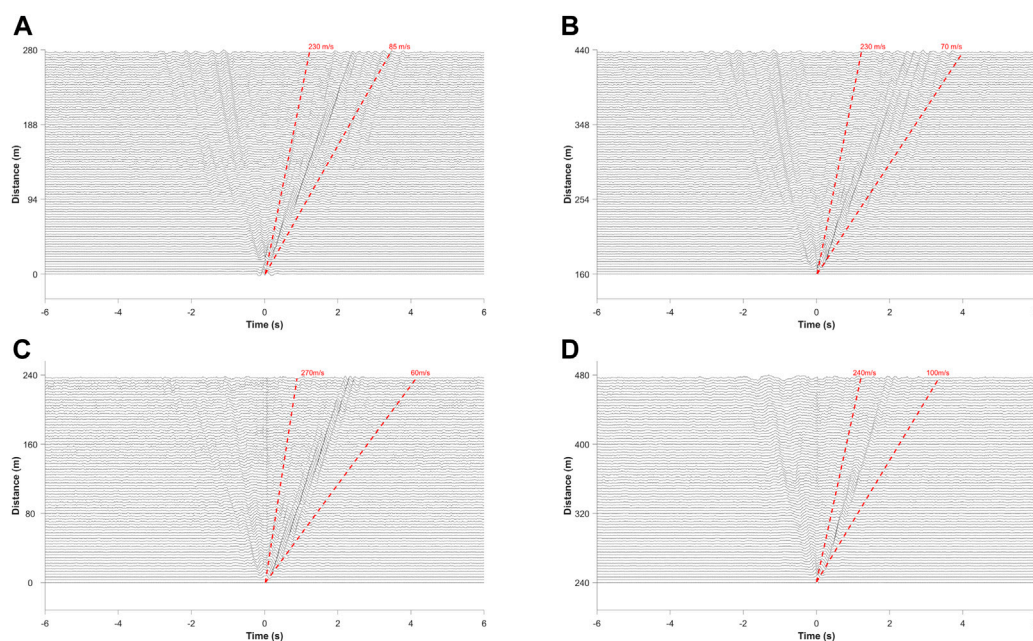 A
230 m/s 85 m/s
280
188
94
0
Distance (m)
-6 -4 -2 0 2 4 6
Time (s)
B
230 m/s 70 m/s
440
348
254
160
Distance (m)
-6 -4 -2 0 2 4 6
Time (s)
C
270m/s 60m/s
240
160
80
0
Distance (m)
-6 -4 -2 0 2 4 6
Time (s)
D
240m/s 100m/s
480
400
320
240
Distance (m)
-6 -4 -2 0 2 4 6
Time (s)